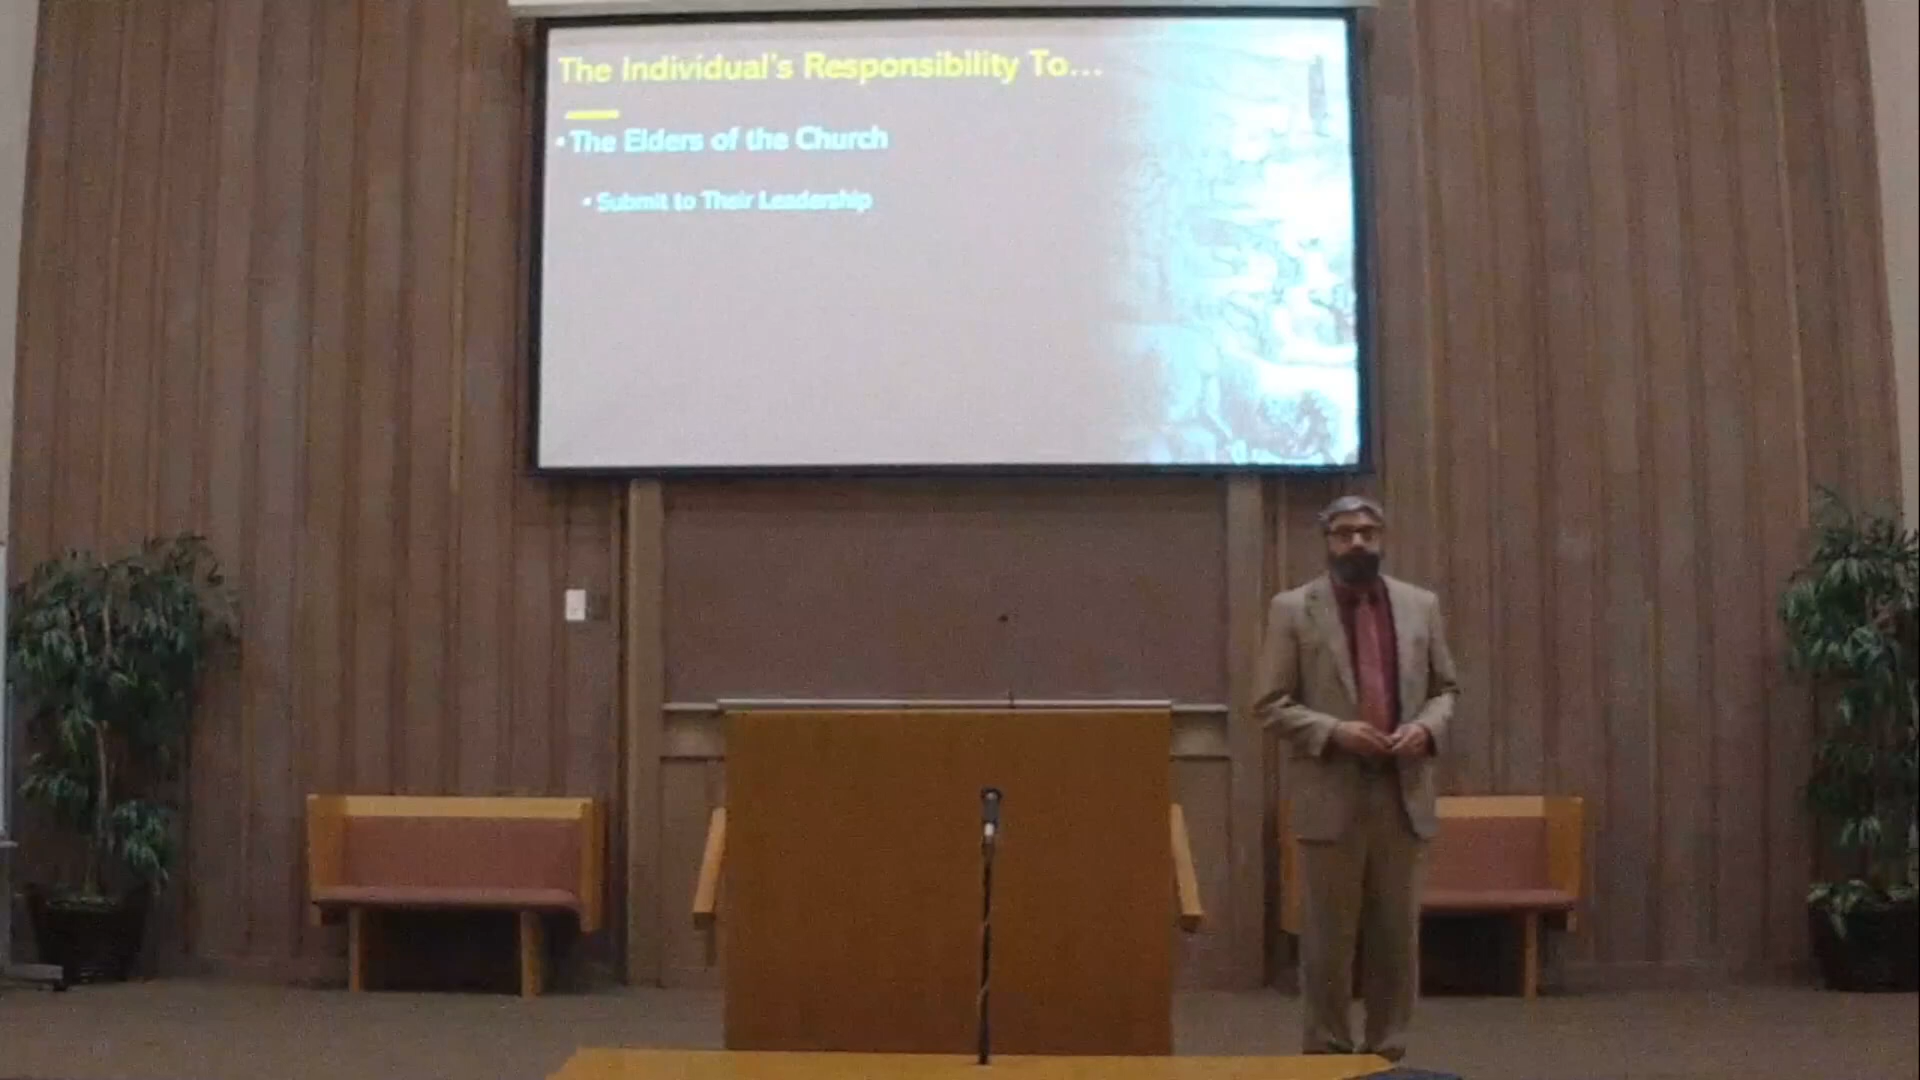 The Individual's Responsibility To...
• The Elders of the Church
• Submit to Their Leadership